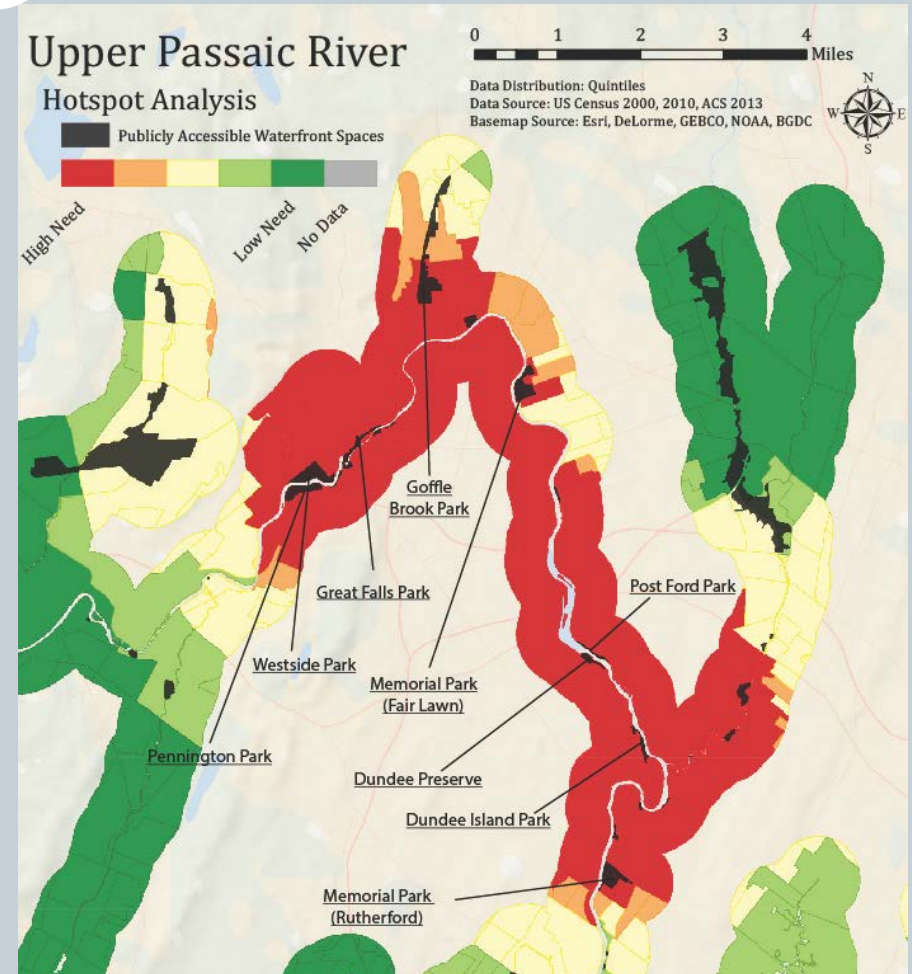 Upper Passaic River
Hotspot Analysis
Publicly Accessible Waterfront Spaces
High Need
Low Need
No Data
0 1 2 3 4
Miles
Data Distribution: Quintiles
Data Source: US Census 2000, 2010, ACS 2013
Basemap Source: Esri, DeLorme, GEBCO, NOAA, BGDC
N
W E
S
Goffle
Brook Park
Great Falls Park
Post Ford Park
Westside Park
Memorial Park
(Fair Lawn)
Pennington Park
Dundee Preserve
Dundee Island Park
Memorial Park
(Rutherford)